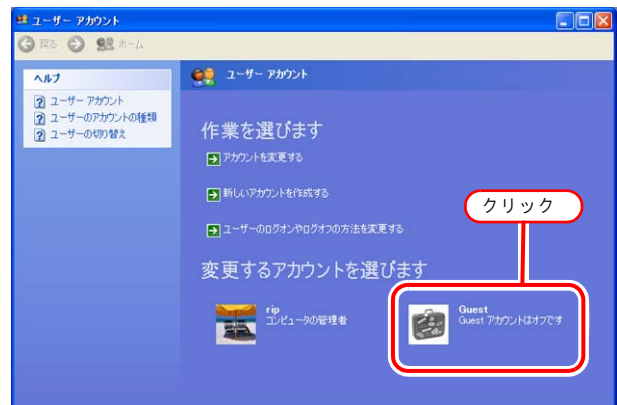 ユーザー アカウント
戻る
ホーム
ヘルプ
ユーザー アカウント
ユーザーのアカウントの種類
ユーザーの切り替え
ユーザー アカウント
作業を選びます
アカウントを変更する
新しいアカウントを作成する
ユーザーのログオンやログオフの方法を変更する
クリック
変更するアカウントを選びます
rip
コンピュータの管理者
Guest
Guest アカウントはオフです